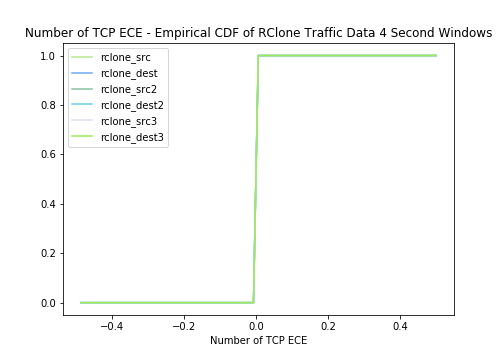 Number of TCP ECE - Empirical CDF of RClone Traffic Data 4 Second Windows
1.0
0.8
0.6
0.4
0.2
0.0
rclone_src
rclone_dest
rclone_src2
rclone_dest2
rclone_src3
rclone_dest3
−0.4 −0.2 0.0 0.2 0.4
Number of TCP ECE